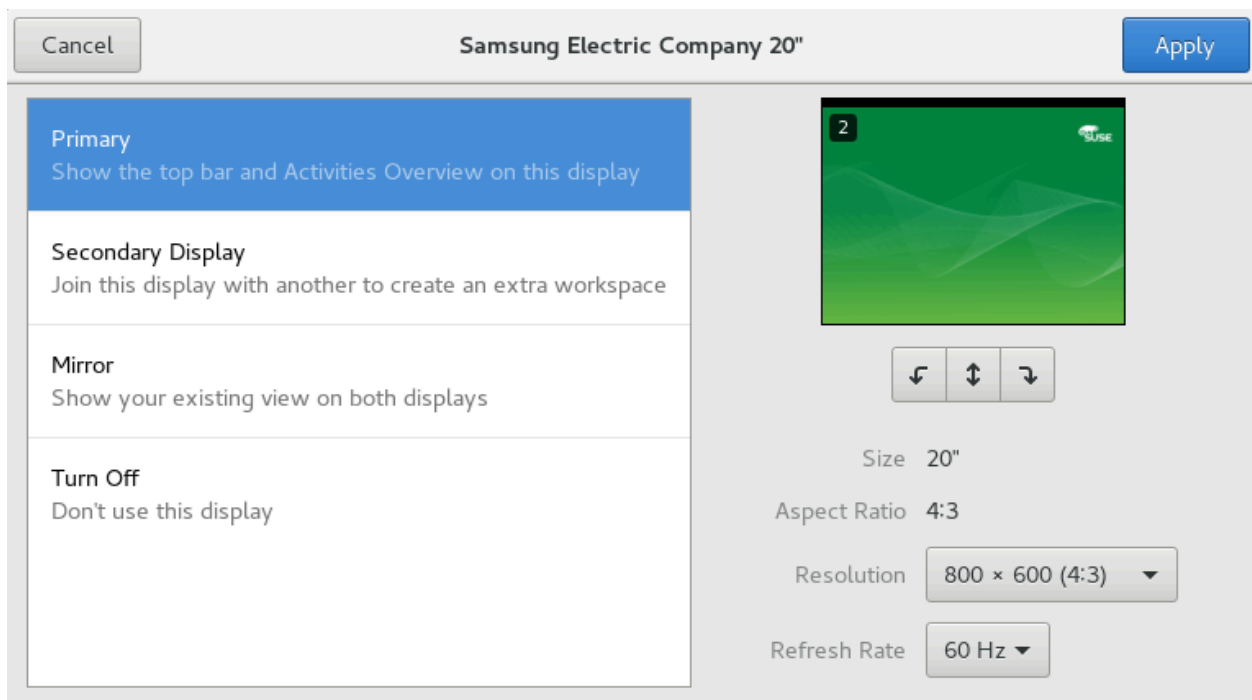 Cancel
Samsung Electric Company 20"
Apply
Primary
Show the top bar and Activities Overview on this display
Secondary Display
Join this display with another to create an extra workspace
Mirror
Show your existing view on both displays
Turn Off
Don't use this display
2
SUSE
Size 20"
Aspect Ratio 4:3
Resolution 800 × 600 (4:3)
Refresh Rate 60 Hz